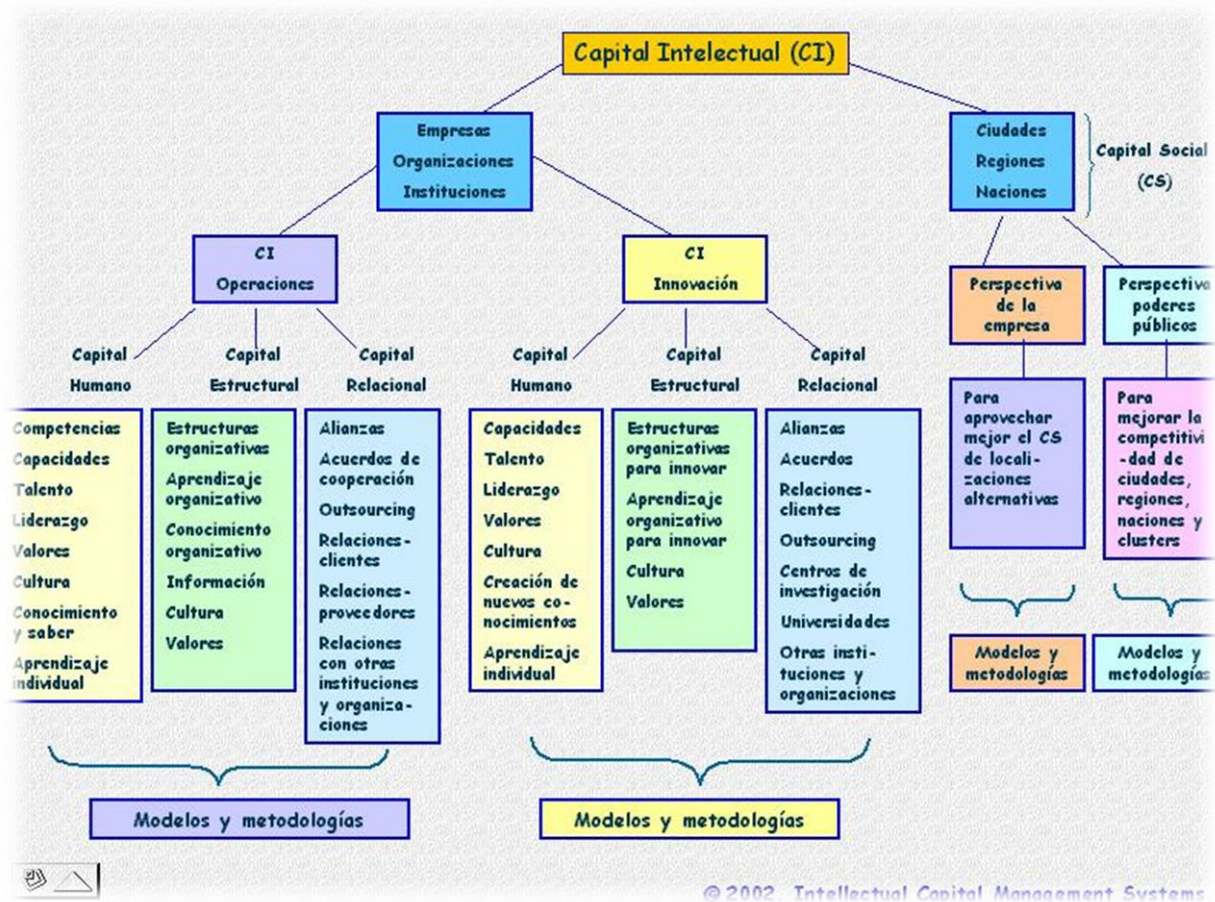 Capital Intelectual (CI)
Empresas
Organizaciones
Instituciones
Ciudades
Regiones
Naciones
Capital Social
(CS)
CI
Operaciones
CI
Innovación
Perspectiva
de la
empresa
Perspectiva
poderes
públicos
Capital
Humano
Capital
Estructural
Capital
Relacional
Capital
Humano
Capital
Estructural
Capital
Relacional
Competencias
Capacidades
Talento
Liderazgo
Valores
Cultura
Conocimiento
y saber
Aprendizaje
individual
Estructuras
organizativas
Aprendizaje
organizativo
Conocimiento
organizativo
Información
Cultura
Valores
Alianzas
Acuerdos de
cooperación
Outsourcing
Relaciones-
clientes
Relaciones-
proveedores
Relaciones
con otras
instituciones
y organiza-
ciones
Capacidades
Talento
Liderazgo
Valores
Cultura
Creación de
nuevos co-
nocimientos
Aprendizaje
individual
Estructuras
organizativas
para innovar
Aprendizaje
organizativo
para innovar
Cultura
Valores
Alianzas
Acuerdos
Relaciones-
clientes
Outsourcing
Centros de
investigación
Universidades
Otras insti-
tuciones y
organizaciones
Para
aprovechar
mejor el CS
de locali-
zaciones
alternativas
Para
mejorar la
competitivi
-dad de
ciudades,
regiones,
naciones y
clusters
Modelos y
metodologías
Modelos y
metodologías
Modelos y metodologías
Modelos y metodologías
© 2002. Intellectual Capital Management Systems